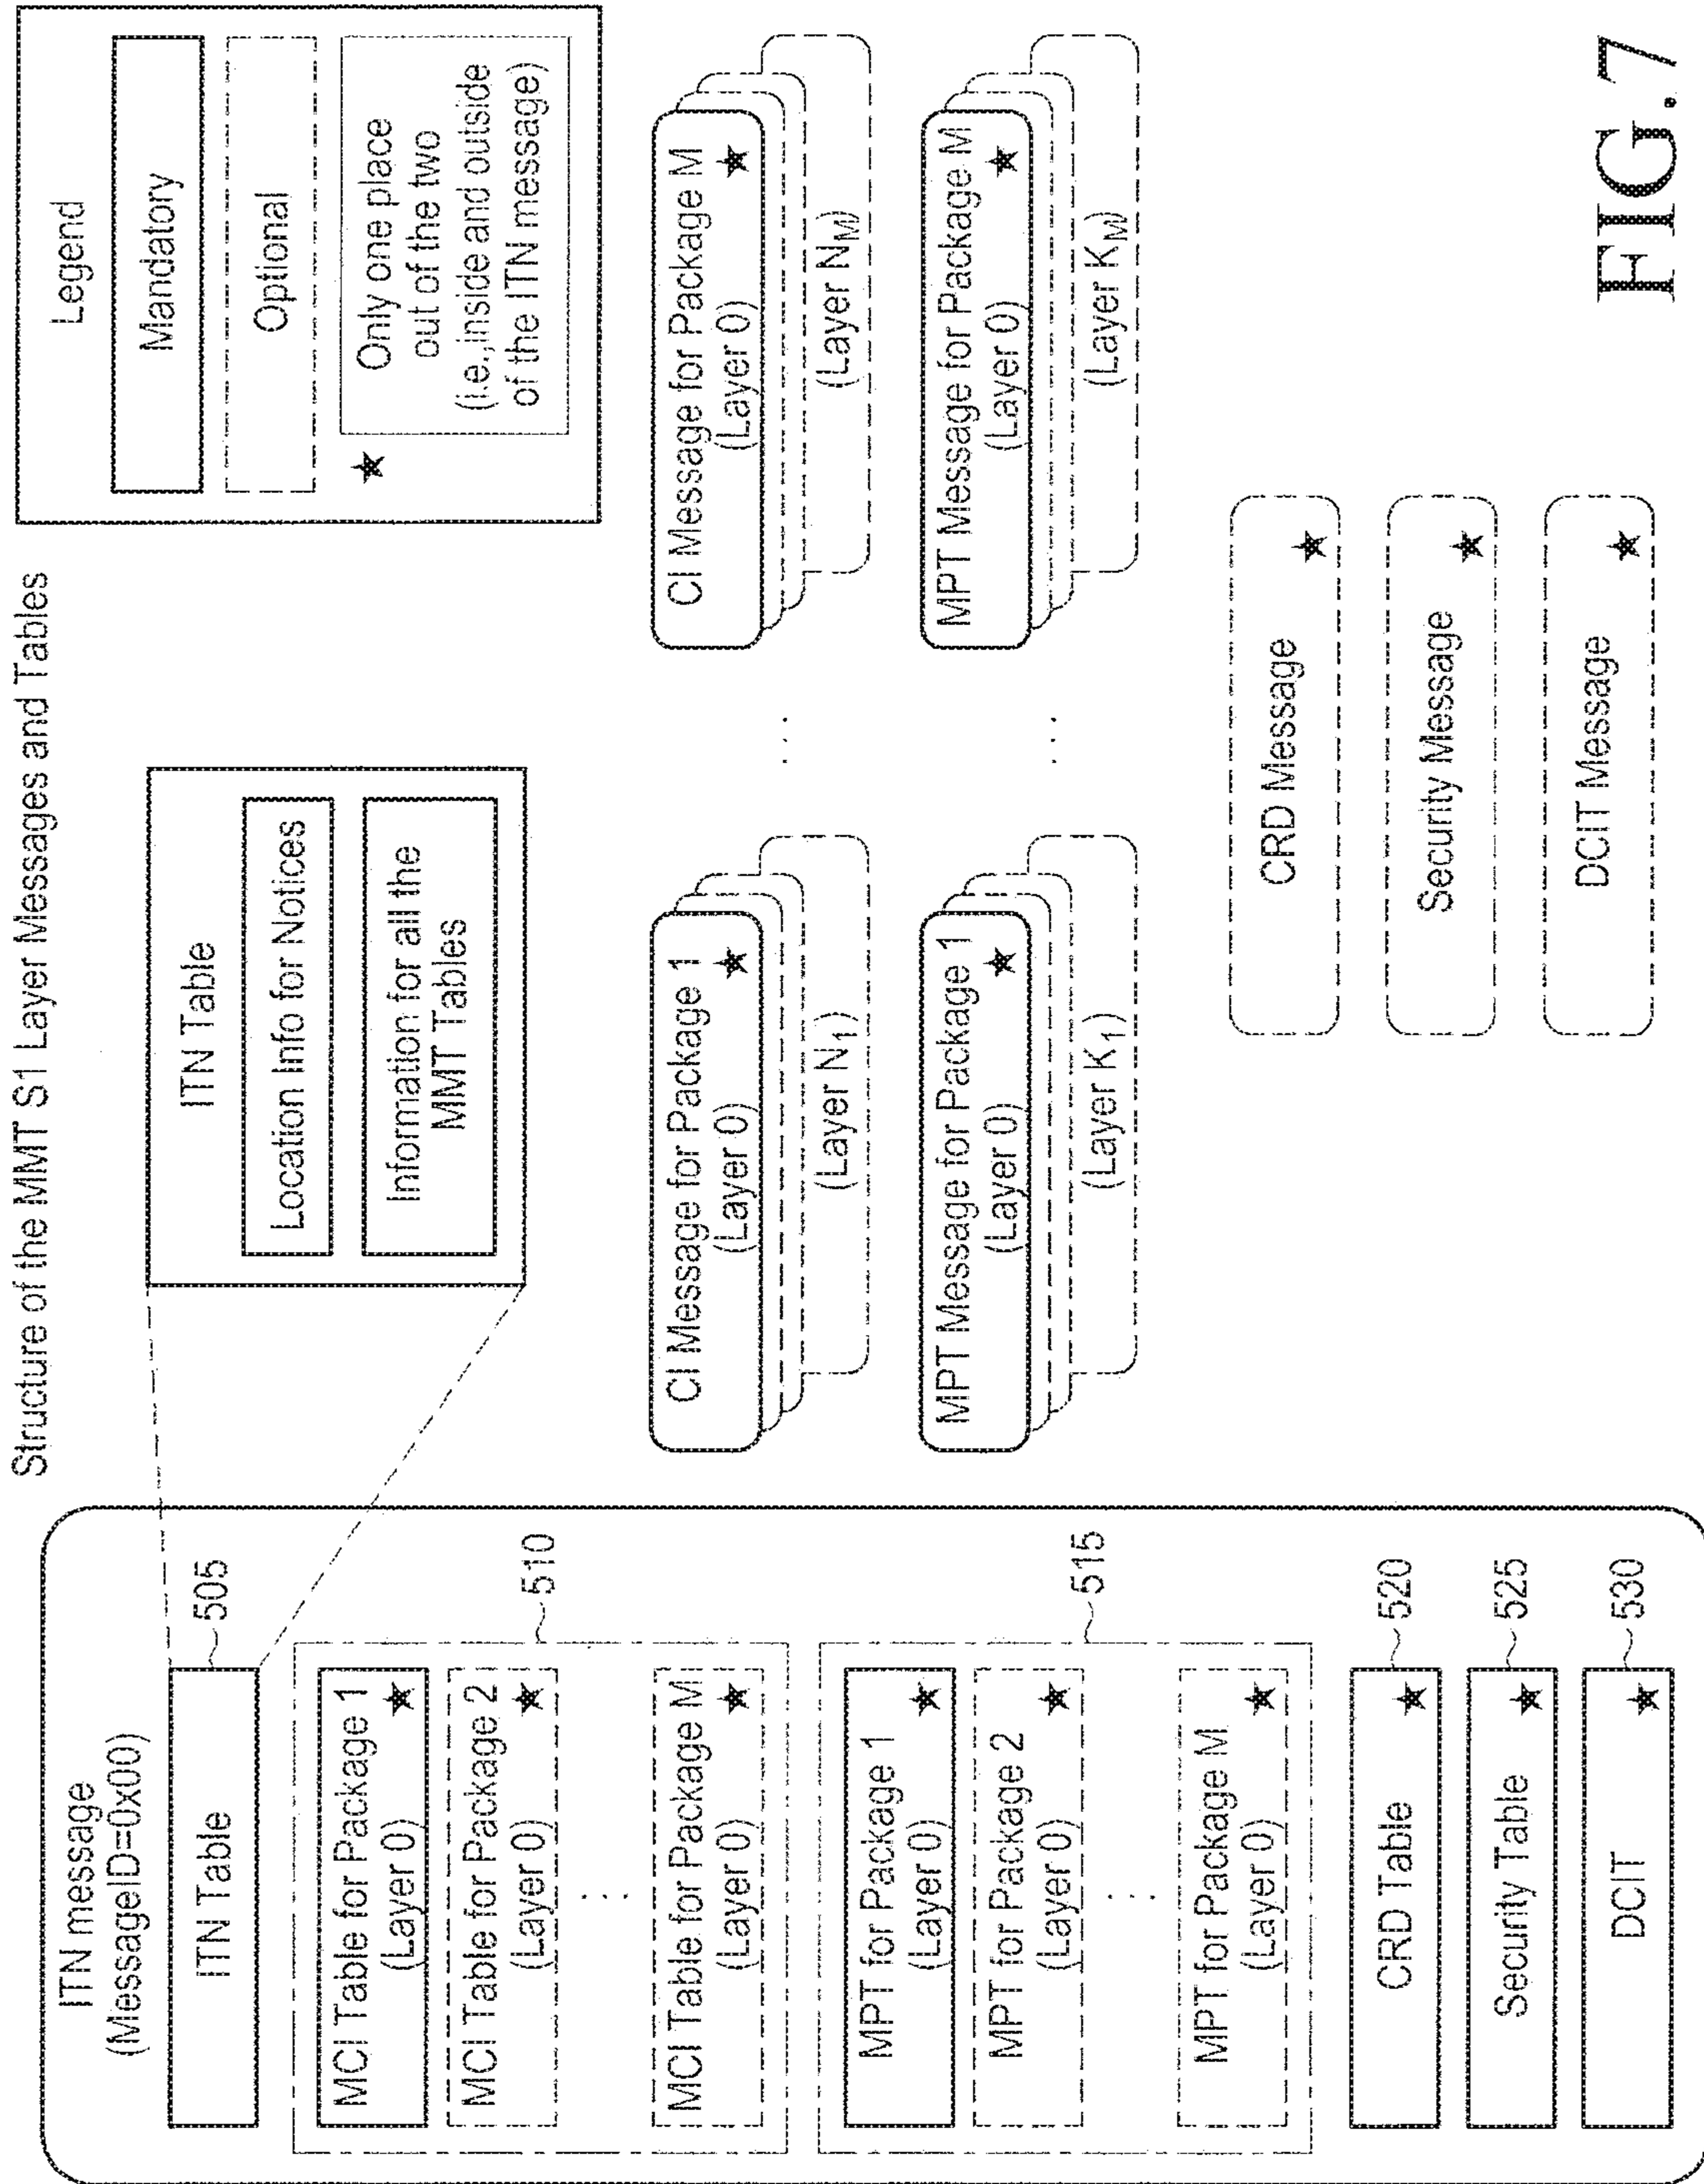 Structure of the MMT S1 Layer Messages and Tables
ITN message
(MessageID=0x00)
ITN Table
505
MCI Table for Package 1
(Layer 0)
★
MCI Table for Package 2
(Layer 0)
★
⋮
MCI Table for Package M
(Layer 0)
★
510
MPT for Package 1
(Layer 0)
★
MPT for Package 2
(Layer 0)
★
⋮
MPT for Package M
(Layer 0)
★
515
CRD Table
★
520
Security Table
★
525
DCIT
★
530
ITN Table
Location Info for Notices
Information for all the
MMT Tables
Legend
Mandatory
Optional
★
Only one place
out of the two
(i.e.,inside and outside
of the ITN message)
CI Message for Package 1
(Layer 0)
★
(Layer N1)
...
CI Message for Package M
(Layer 0)
★
(Layer NM)
MPT Message for Package 1
(Layer 0)
★
(Layer K1)
...
MPT Message for Package M
(Layer 0)
★
(Layer KM)
CRD Message
★
Security Message
★
DCIT Message
★
FIG.7